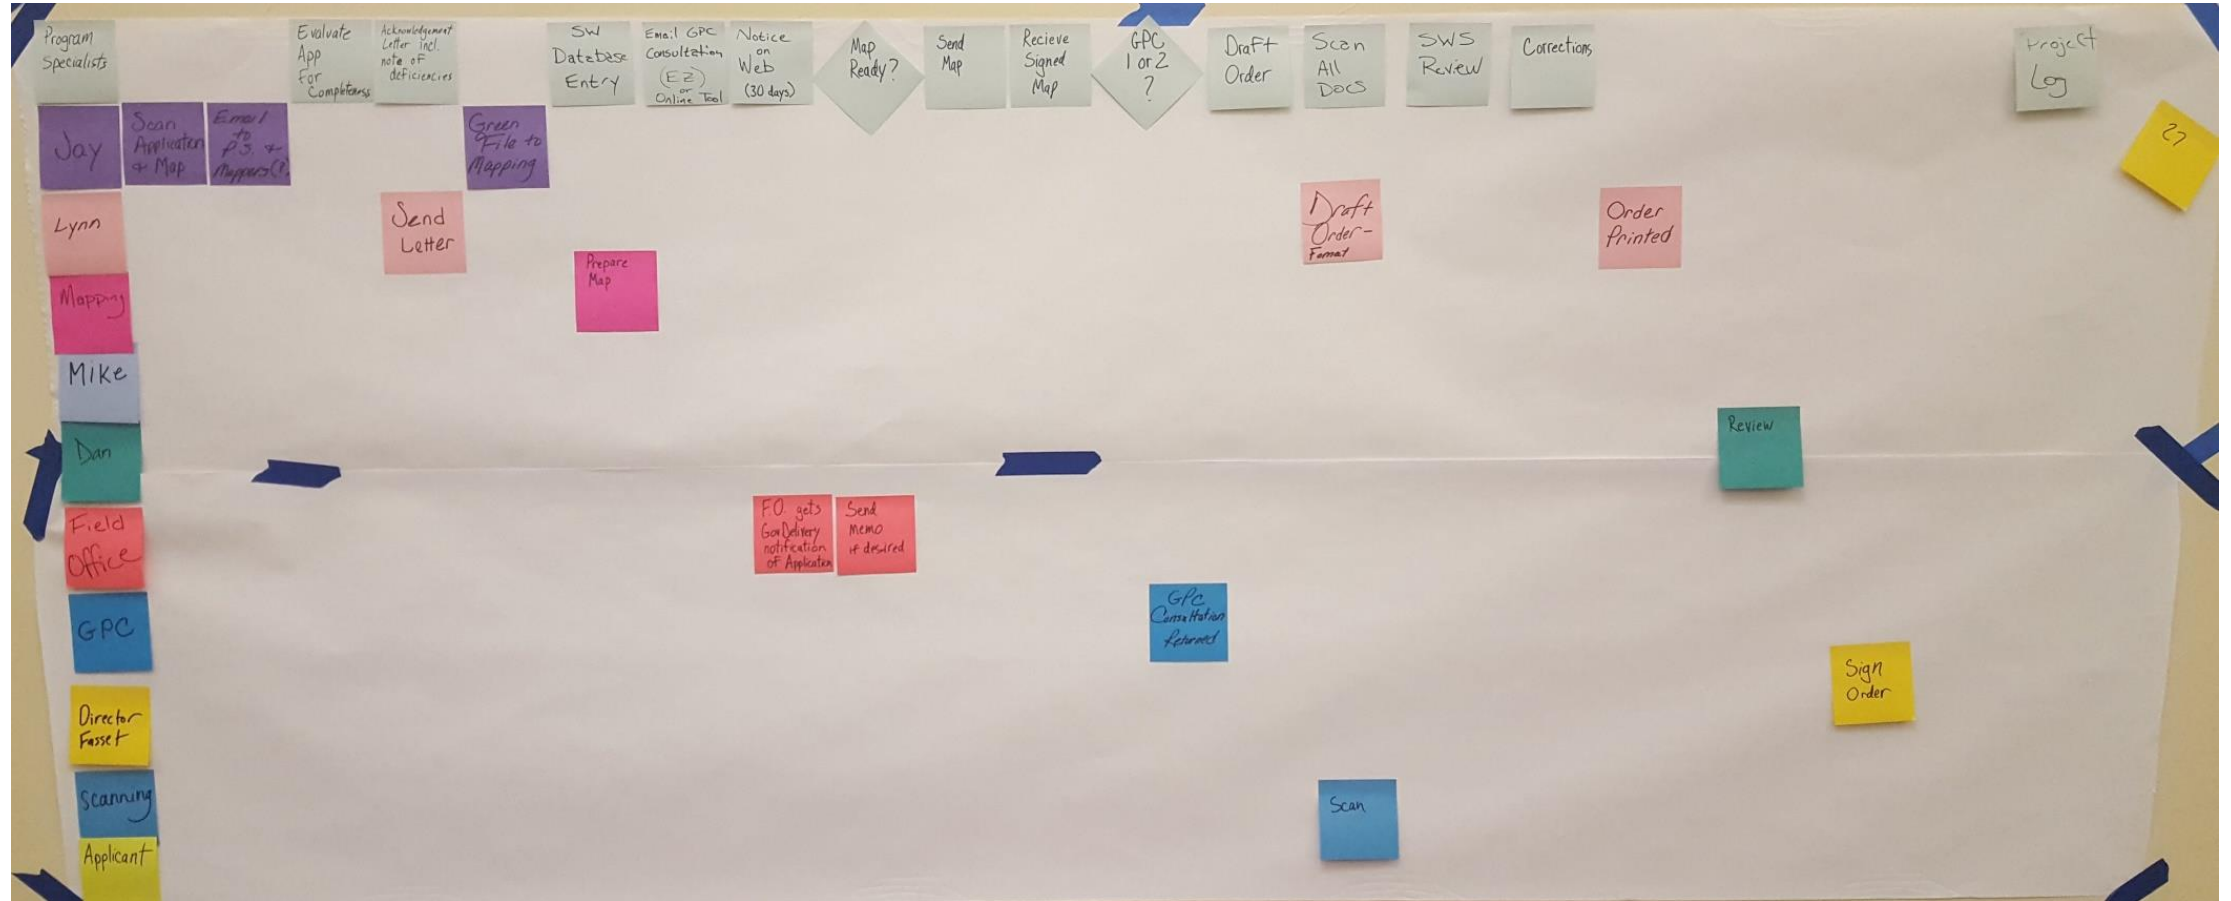 Program
Specialists
Evaluate
App
For
Completeness
Acknowledgement
Letter incl.
note of
deficiencies
SW
Database
Entry
Email GPC
Consultation
(EZ)
or
Online Tool
Notice
on
Web
(30 days)
Map
Ready?
Send
Map
Recieve
Signed
Map
GPC
1 or 2
?
Draft
Order
Scan
All
Docs
SWS
Review
Corrections
Project
Log
Jay
Scan
Application
& Map
Email
to
P.S. &
Mappers(?)
Green
File to
Mapping
27
Lynn
Send
Letter
Draft
Order-
Format
Order
Printed
Mapping
Prepare
Map
Mike
Dan
Review
Field
Office
F.O. gets
GovDelivery
notification
of Application
Send
Memo
if desired
GPC
GPC
Consultation
Returned
Director
Fasset
Sign
Order
Scanning
Scan
Applicant